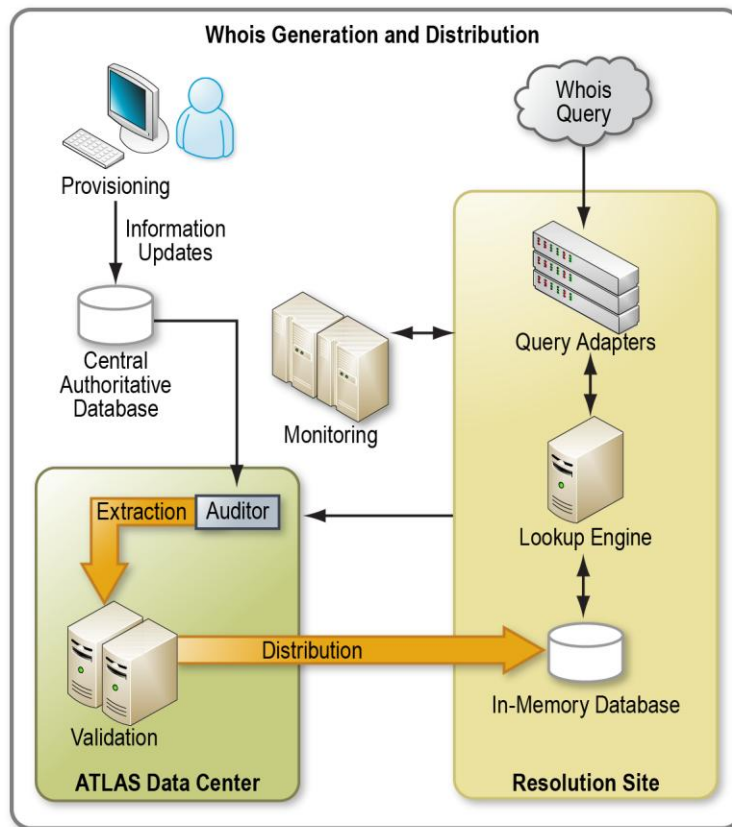 Whois Generation and Distribution
Whois
Query
Provisioning
Information
Updates
Central
Authoritative
Database
Monitoring
Query Adapters
Extraction
Auditor
Lookup Engine
Distribution
Validation
In-Memory Database
ATLAS Data Center
Resolution Site